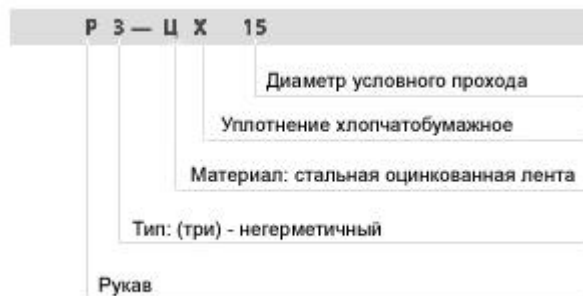 Р 3 — Ц Х 15
Диаметр условного прохода
Уплотнение хлопчатобумажное
Материал: стальная оцинкованная лента
Тип: (три) - негерметичный
Рукав